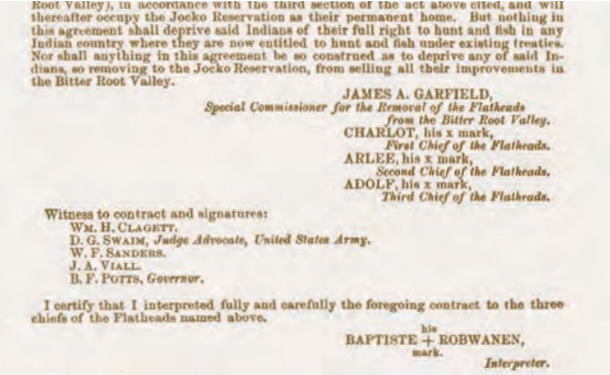 Root Valley), in accordance with the third section of the act above cited, and will
thereafter occupy the Jocko Reservation as their permanent home. But nothing in
this agreement shall deprive said Indians of their full right to hunt and fish in any
Indian country where they are now entitled to hunt and fish under existing treaties.
Nor shall anything in this agreement be so construed as to deprive any of said In-
dians, so removing to the Jocko Reservation, from selling all their improvements in
the Bitter Root Valley.
JAMES A. GARFIELD,
Special Commissioner for the Removal of the Flatheads
from the Bitter Root Valley.
CHARLOT, his x mark,
First Chief of the Flatheads.
ARLEE, his x mark,
Second Chief of the Flatheads.
ADOLF, his x mark,
Third Chief of the Flatheads.
Witness to contract and signatures:
WM. H. CLAGETT.
D. G. SWAIM, Judge Advocate, United States Army.
W. F. SANDERS.
J. A. VIALL.
B. F. POTTS, Governor.
I certify that I interpreted fully and carefully the foregoing contract to the three
chiefs of the Flatheads named above.
his
BAPTISTE + ROBWANEN,
mark.
Interpreter.